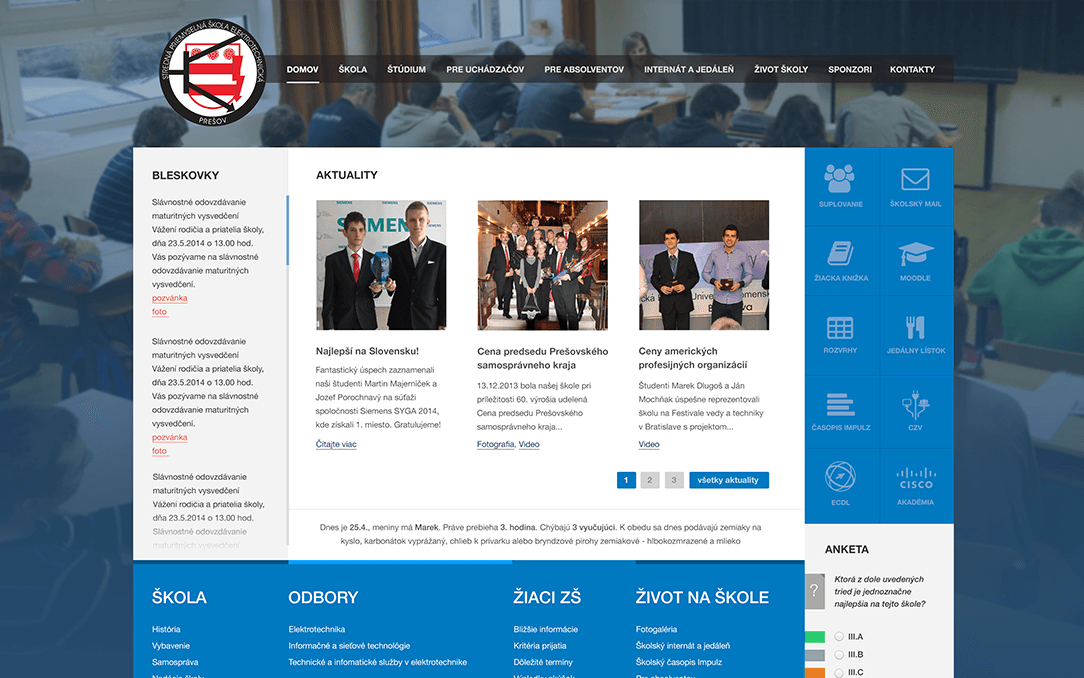 STREDNÁ PRIEMYSELNÁ ŠKOLA ELEKTROTECHNICKÁ
PREŠOV
DOMOV ŠKOLA ŠTÚDIUM PRE UCHÁDZAČOV PRE ABSOLVENTOV INTERNÁT A JEDÁLEŇ ŽIVOT ŠKOLY SPONZORI KONTAKTY
BLESKOVKY
Slávnostné odovzdávanie
maturitných vysvedčení
Vážení rodičia a priatelia školy,
dňa 23.5.2014 o 13.00 hod.
Vás pozývame na slávnostné
odovzdávanie maturitných
vysvedčení.
pozvánka
foto
Slávnostné odovzdávanie
maturitných vysvedčení
Vážení rodičia a priatelia školy,
dňa 23.5.2014 o 13.00 hod.
Vás pozývame na slávnostné
odovzdávanie maturitných
vysvedčení.
pozvánka
foto
Slávnostné odovzdávanie
maturitných vysvedčení
Vážení rodičia a priatelia školy,
dňa 23.5.2014 o 13.00 hod.
Slávnostné odovzdávanie
maturitných vysvedčení
AKTUALITY
SIEMENS
Najlepší na Slovensku!
Fantastický úspech zaznamenali
naši študenti Martin Majerníček a
Jozef Porochnavý na súťaži
spoločnosti Siemens SYGA 2014,
kde získali 1. miesto. Gratulujeme!
Čítajte viac
Cena predsedu Prešovského
samosprávneho kraja
13.12.2013 bola našej škole pri
príležitosti 60. výrošia udelená
Cena predsedu Prešovského
samosprávneho kraja...
Fotografia, Video
Ceny amerických
profesijných organizácií
Študenti Marek Dlugoš a Ján
Mochňak úspešne reprezentovali
školu na Festivale vedy a techniky
v Bratislave s projektom...
Video
1 2 3 všetky aktuality
Dnes je 25.4., meniny má Marek. Práve prebieha 3. hodina. Chýbajú 3 vyučujúci. K obedu sa dnes podávajú zemiaky na
kyslo, karbonátok vyprážaný, chlieb k prívarku alebo bryndzové pirohy zemiakové - hlbokozmrazené a mlieko
SUPLOVANIE ŠKOLSKÝ MAIL
ŽIACKA KNIŽKA MOODLE
ROZVRHY JEDÁLNY LÍSTOK
ČASOPIS IMPULZ CZV
CISCO
ECDL AKADÉMIA
ANKETA
?
Ktorá z dole uvedených
tried je jednoznačne
najlepšia na tejto škole?
III.A
III.B
III.C
ŠKOLA
História
Vybavenie
Samospráva
ODBORY
Elektrotechnika
Informačné a sieťové technológie
Technické a infomatické služby v elektrotechnike
ŽIACI ZŠ
Bližšie informácie
Kritéria prijatia
Dôležité termíny
ŽIVOT NA ŠKOLE
Fotogaléria
Školský internát a jedáleň
Školský časopis Impulz